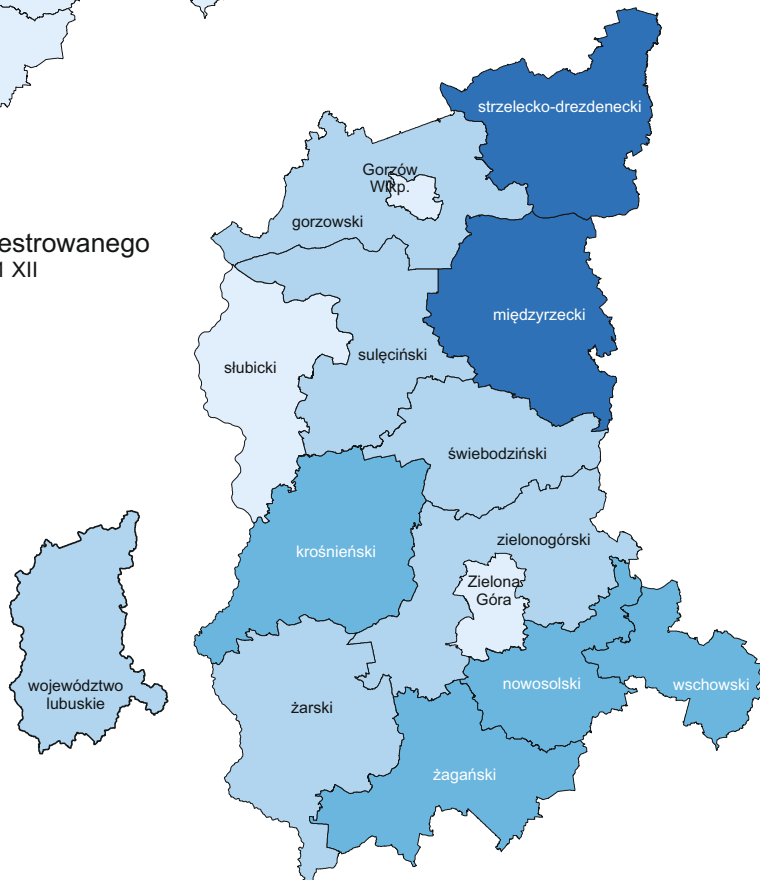 strzelecko-drezdenecki
Gorzów
Wlkp.
gorzowski
estrowanego
XII
międzyrzecki
sulęciński
słubicki
świebodziński
zielonogórski
krośnieński
Zielona
Góra
województwo
lubuskie
nowosolski
wschowski
żarski
żagański